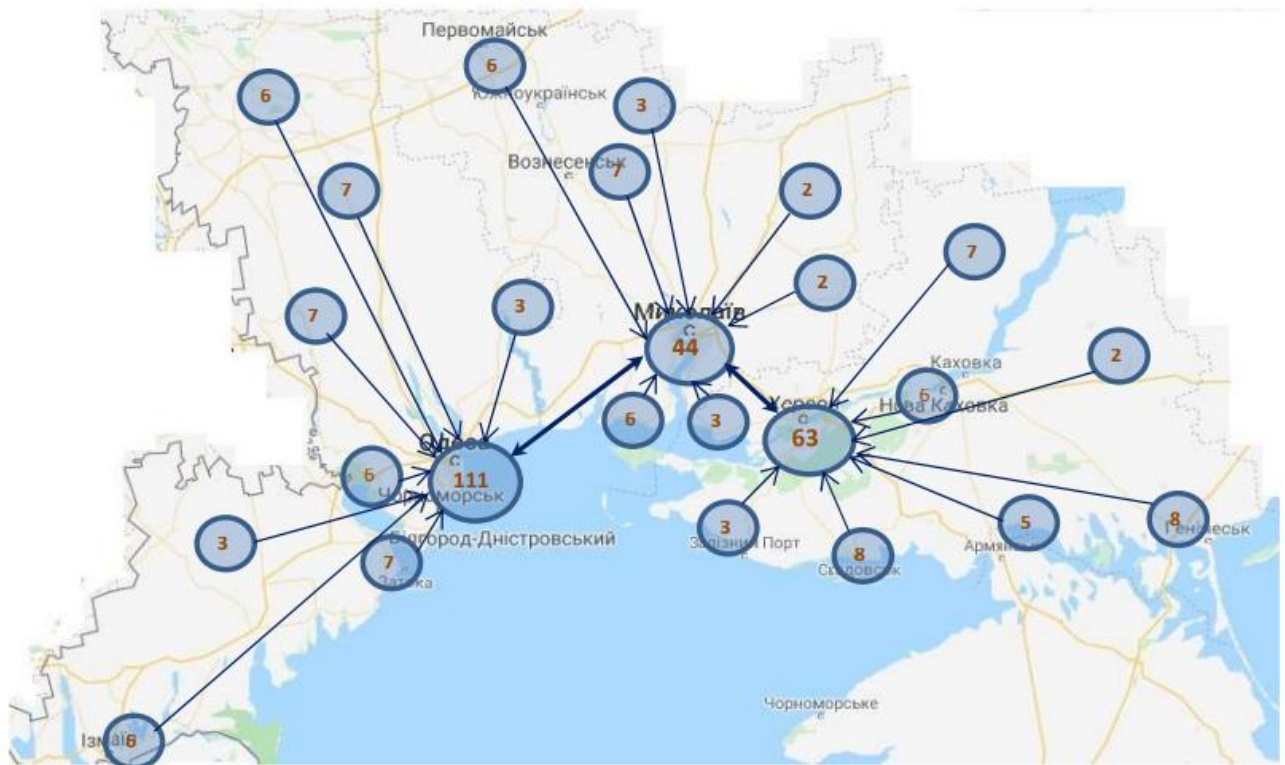 Первомайськ
6
6
Южноукраїнськ
3
Вознесенськ
7
7
2
7
2
3
7
Миколаїв
44
2
Каховка
6
Нова Каховка
Херсон
6
3
63
Одеса
6
111
Чорноморськ
3
Білгород-Дністровський
7
Затока
3
Залізний Порт
8
Скадовськ
5
Армянськ
8
Генічеськ
Чорноморське
Ізмаїл
6